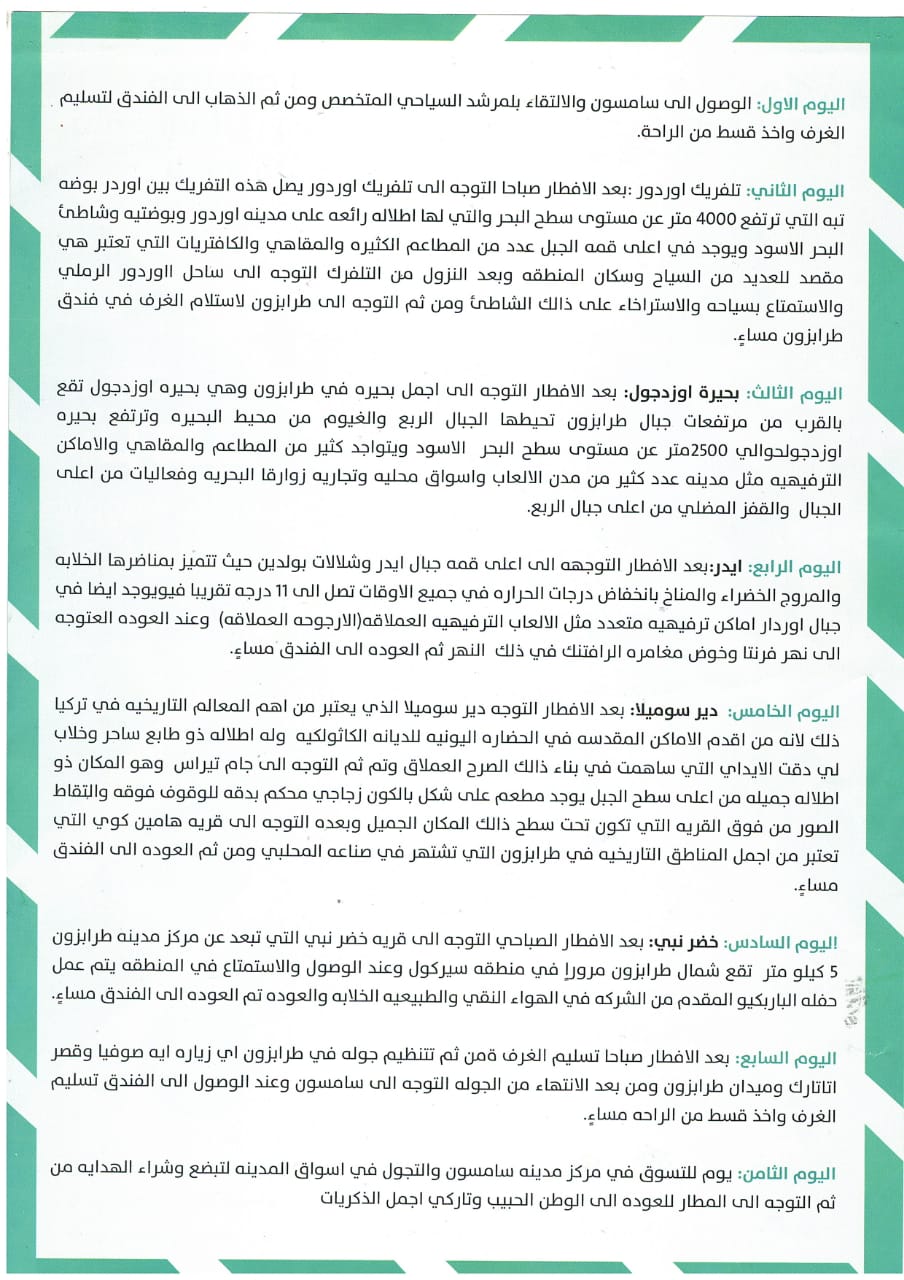 اليوم الاول: الوصول الى سامسون والالتقاء بلمرشد السياحي المتخصص ومن ثم الذهاب الى الفندق لتسليم
الغرف واخذ قسط من الراحة.
اليوم الثاني: تلفريك اوردور :بعد الافطار صباحا التوجه الى تلفريك اوردور يصل هذه التفريك بين اوردر بوضه
تبه التي ترتفع 4000 متر عن مستوى سطح البحر والتي لها اطلاله رائعه على مدينه اوردور وبوضتيه وشاطئ
البحر الاسود ويوجد في اعلى قمه الجبل عدد من المطاعم الكثيره والمقاهي والكافتريات التي تعتبر هي
مقصد للعديد من السياح وسكان المنطقه وبعد النزول من التلفرك التوجه الى ساحل ااوردور الرملي
والاستمتاع بسياحه والاستراخاء على ذالك الشاطئ ومن ثم التوجه الى طرابزون لاستلام الغرف في فندق
طرابزون مساءٍ.
اليوم الثالث: بحيرة اوزدجول: بعد الافطار التوجه الى اجمل بحيره في طرابزون وهي بحيره اوزدجول تقع
بالقرب من مرتفعات جبال طرابزون تحيطها الجبال الربع والغيوم من محيط البحيره وترتفع بحيره
اوزدجولحوالي 2500متر عن مستوى سطح البحر الاسود ويتواجد كثير من المطاعم والمقاهي والاماكن
الترفيهيه مثل مدينه عدد كثير من مدن الالعاب واسواق محليه وتجاريه زوارقا البحريه وفعاليات من اعلى
الجبال والقفز المضلي من اعلى جبال الربع.
اليوم الرابع: ايدر:بعد الافطار التوجهه الى اعلى قمه جبال ايدر وشلالات بولدين حيث تتميز بمناضرها الخلابه
والمروج الخضراء والمناخ بانخفاض درجات الحراره في جميع الاوقات تصل الى 11 درجه تقريبا فيويوجد ايضا في
جبال اوردار اماكن ترفيهيه متعدد مثل الالعاب الترفيهيه العملاقه(الارجوحه العملاقه) وعند العوده العتوجه
الى نهر فرنتا وخوض مغامره الرافتنك في ذلك النهر ثم العوده الى الفندق مساءٍ.
اليوم الخامس: دير سوميلا: بعد الافطار التوجه دير سوميلا الذي يعتبر من اهم المعالم التاريخيه في تركيا
ذلك لانه من اقدم الاماكن المقدسه في الحضاره اليونيه للديانه الكاثولكيه وله اطلاله ذو طابع ساحر وخلاب
لي دقت الايداي التي ساهمت في بناء ذالك الصرح العملاق وتم ثم التوجه الى جام تيراس وهو المكان ذو
اطلاله جميله من اعلى سطح الجبل يوجد مطعم على شكل بالكون زجاجي محكم بدقه للوقوف فوقه والتقاط
الصور من فوق القريه التي تكون تحت سطح ذالك المكان الجميل وبعده التوجه الى قريه هامين كوي التي
تعتبر من اجمل المناطق التاريخيه في طرابزون التي تشتهر في صناعه المحلبي ومن ثم العوده الى الفندق
مساءٍ.
اليوم السادس: خضر نبي: بعد الافطار الصباحي التوجه الى قريه خضر نبي التي تبعد عن مركز مدينه طرابزون
5 كيلو متر تقع شمال طرابزون مرورا في منطقه سيركول وعند الوصول والاستمتاع في المنطقه يتم عمل
حفله الباربكيو المقدم من الشركه في الهواء النقي والطبيعيه الخلابه والعوده تم العوده الى الفندق مساءٍ.
اليوم السابع: بعد الافطار صباحا تسليم الغرف ةمن ثم تتنظيم جوله في طرابزون اي زياره ايه صوفيا وقصر
اتاتارك وميدان طرابزون ومن بعد الانتهاء من الجوله التوجه الى سامسون وعند الوصول الى الفندق تسليم
الغرف واخذ قسط من الراحه مساءٍ.
اليوم الثامن: يوم للتسوق في مركز مدينه سامسون والتجول في اسواق المدينه لتبضع وشراء الهدايه من
ثم التوجه الى المطار للعوده الى الوطن الحبيب وتاركي اجمل الذكريات